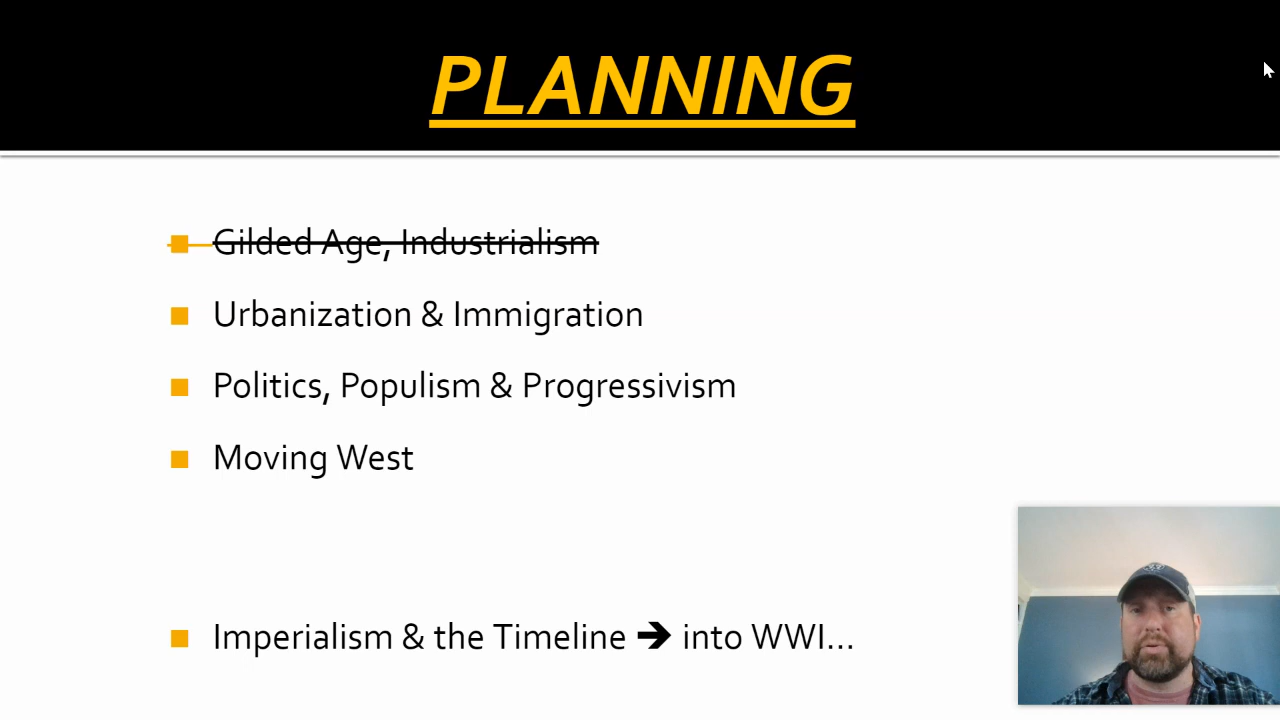 PLANNING
Gilded Age, Industrialism
Urbanization & Immigration
Politics, Populism & Progressivism
Moving West
Imperialism & the Timeline ➔ into WWI...